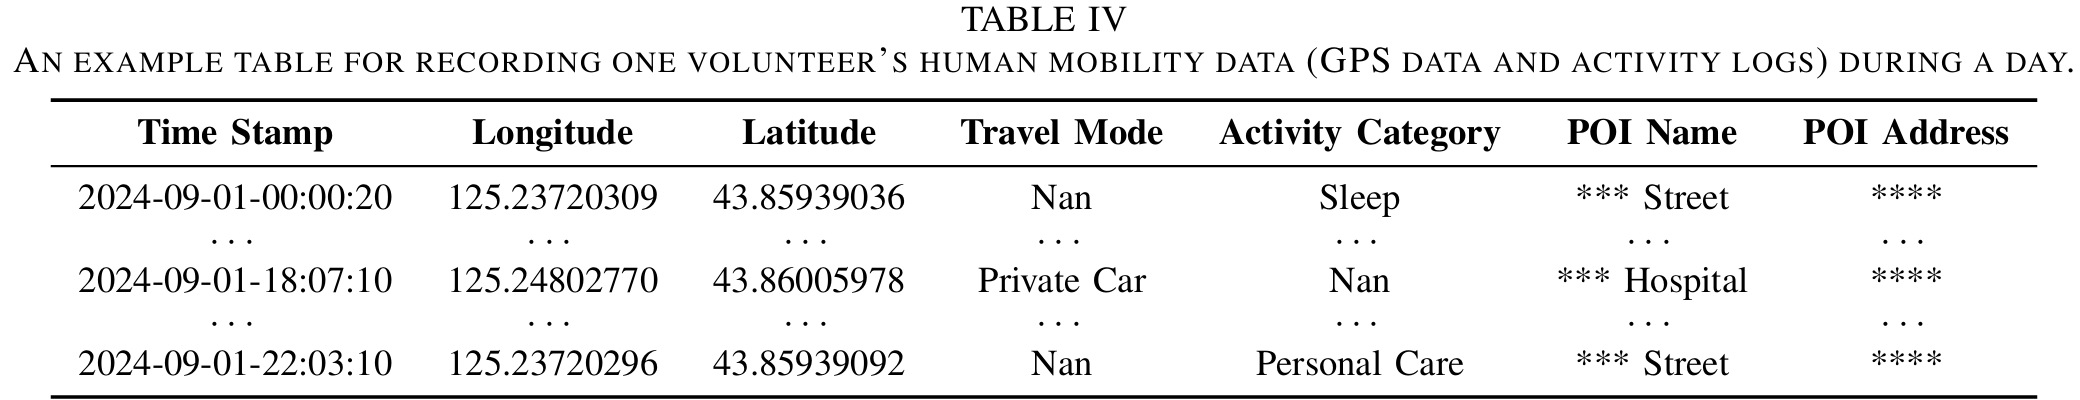 TABLE IV
AN EXAMPLE TABLE FOR RECORDING ONE VOLUNTEER'S HUMAN MOBILITY DATA (GPS DATA AND ACTIVITY LOGS) DURING A DAY.
Time Stamp Longitude Latitude Travel Mode Activity Category POI Name POI Address
2024-09-01-00:00:20 125.23720309 43.85939036 Nan Sleep *** Street ****
... ... ... ... ... ... ...
2024-09-01-18:07:10 125.24802770 43.86005978 Private Car Nan *** Hospital ****
... ... ... ... ... ... ...
2024-09-01-22:03:10 125.23720296 43.85939092 Nan Personal Care *** Street ****